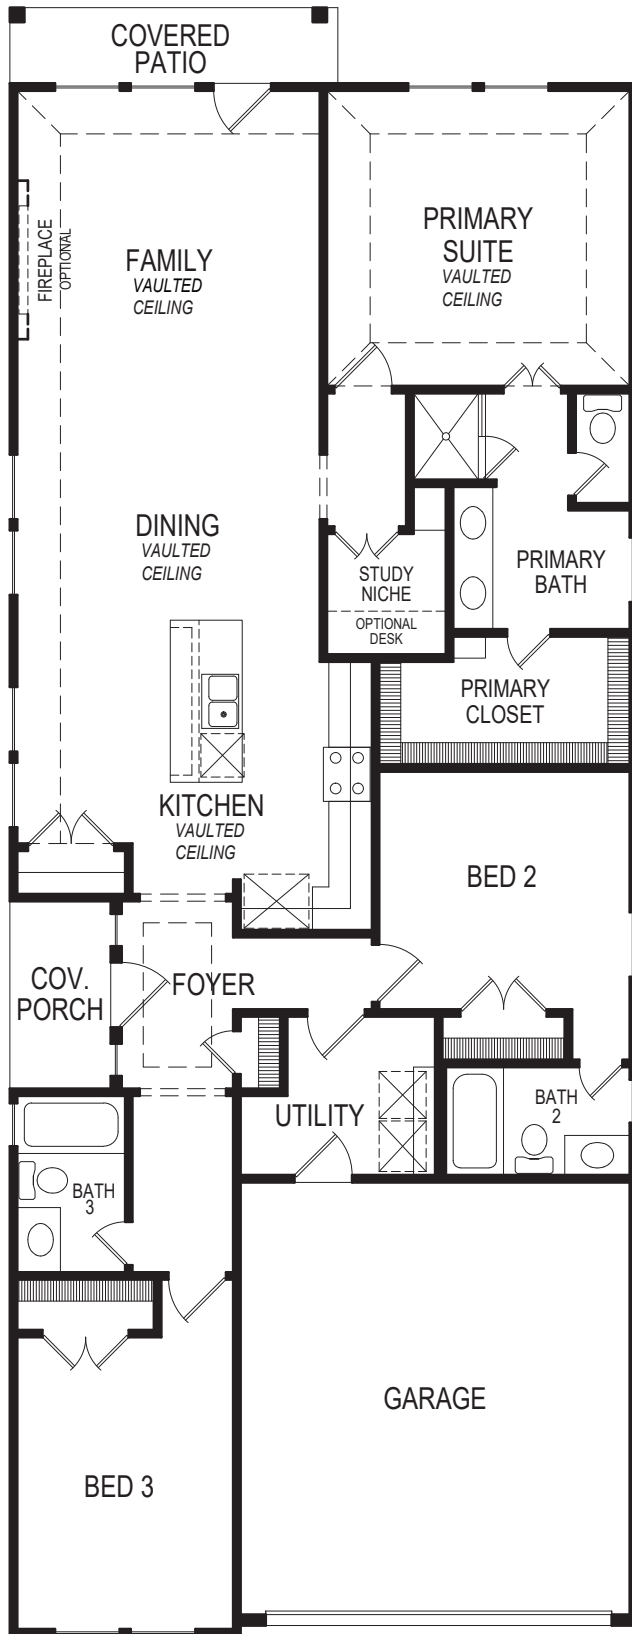 COVERED
PATIO
FIREPLACE
OPTIONAL
FAMILY
VAULTED
CEILING
PRIMARY
SUITE
VAULTED
CEILING
DINING
VAULTED
CEILING
STUDY
NICHE
OPTIONAL
DESK
PRIMARY
BATH
PRIMARY
CLOSET
KITCHEN
VAULTED
CEILING
BED 2
COV.
PORCH
FOYER
UTILITY
BATH
2
BATH
3
GARAGE
BED 3